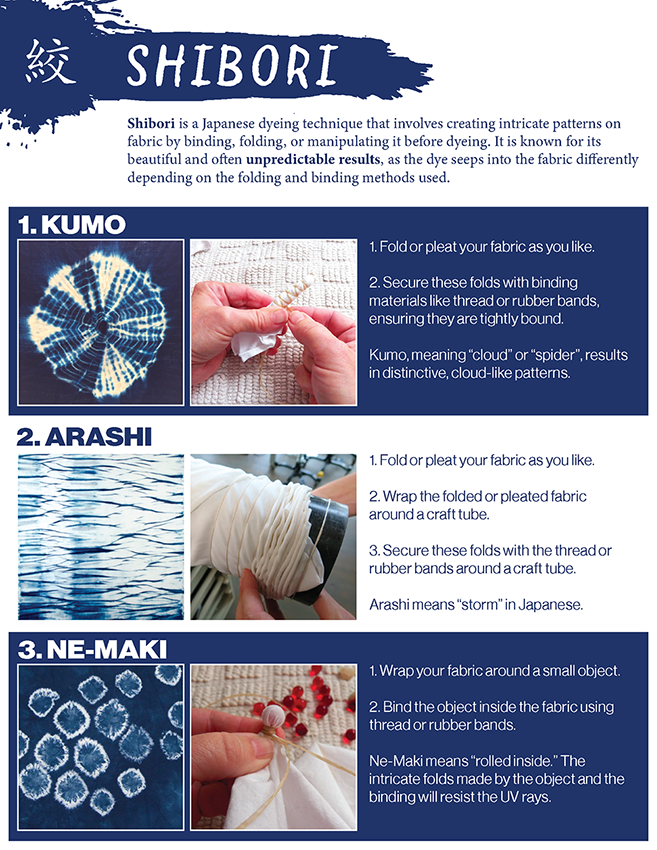 絞 SHIBORI
Shibori is a Japanese dyeing technique that involves creating intricate patterns on
fabric by binding, folding, or manipulating it before dyeing. It is known for its
beautiful and often unpredictable results, as the dye seeps into the fabric differently
depending on the folding and binding methods used.
1. KUMO
1. Fold or pleat your fabric as you like.
2. Secure these folds with binding
materials like thread or rubber bands,
ensuring they are tightly bound.
Kumo, meaning “cloud” or “spider”, results
in distinctive, cloud-like patterns.
2. ARASHI
1. Fold or pleat your fabric as you like.
2. Wrap the folded or pleated fabric
around a craft tube.
3. Secure these folds with the thread or
rubber bands around a craft tube.
Arashi means “storm” in Japanese.
3. NE-MAKI
1. Wrap your fabric around a small object.
2. Bind the object inside the fabric using
thread or rubber bands.
Ne-Maki means “rolled inside.” The
intricate folds made by the object and the
binding will resist the UV rays.